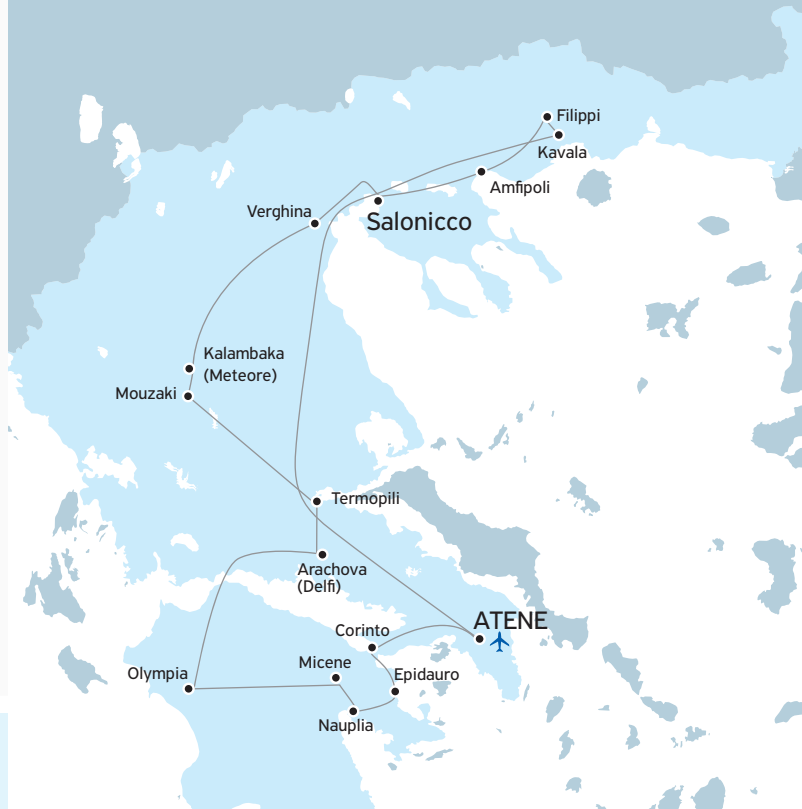 Filippi
Kavala
Amfipoli
Verghina
Salonicco
Kalambaka
(Meteore)
Mouzaki
Termopili
Arachova
(Delfi)
ATENE
Corinto
Micene
Olympia
Epidauro
Nauplia